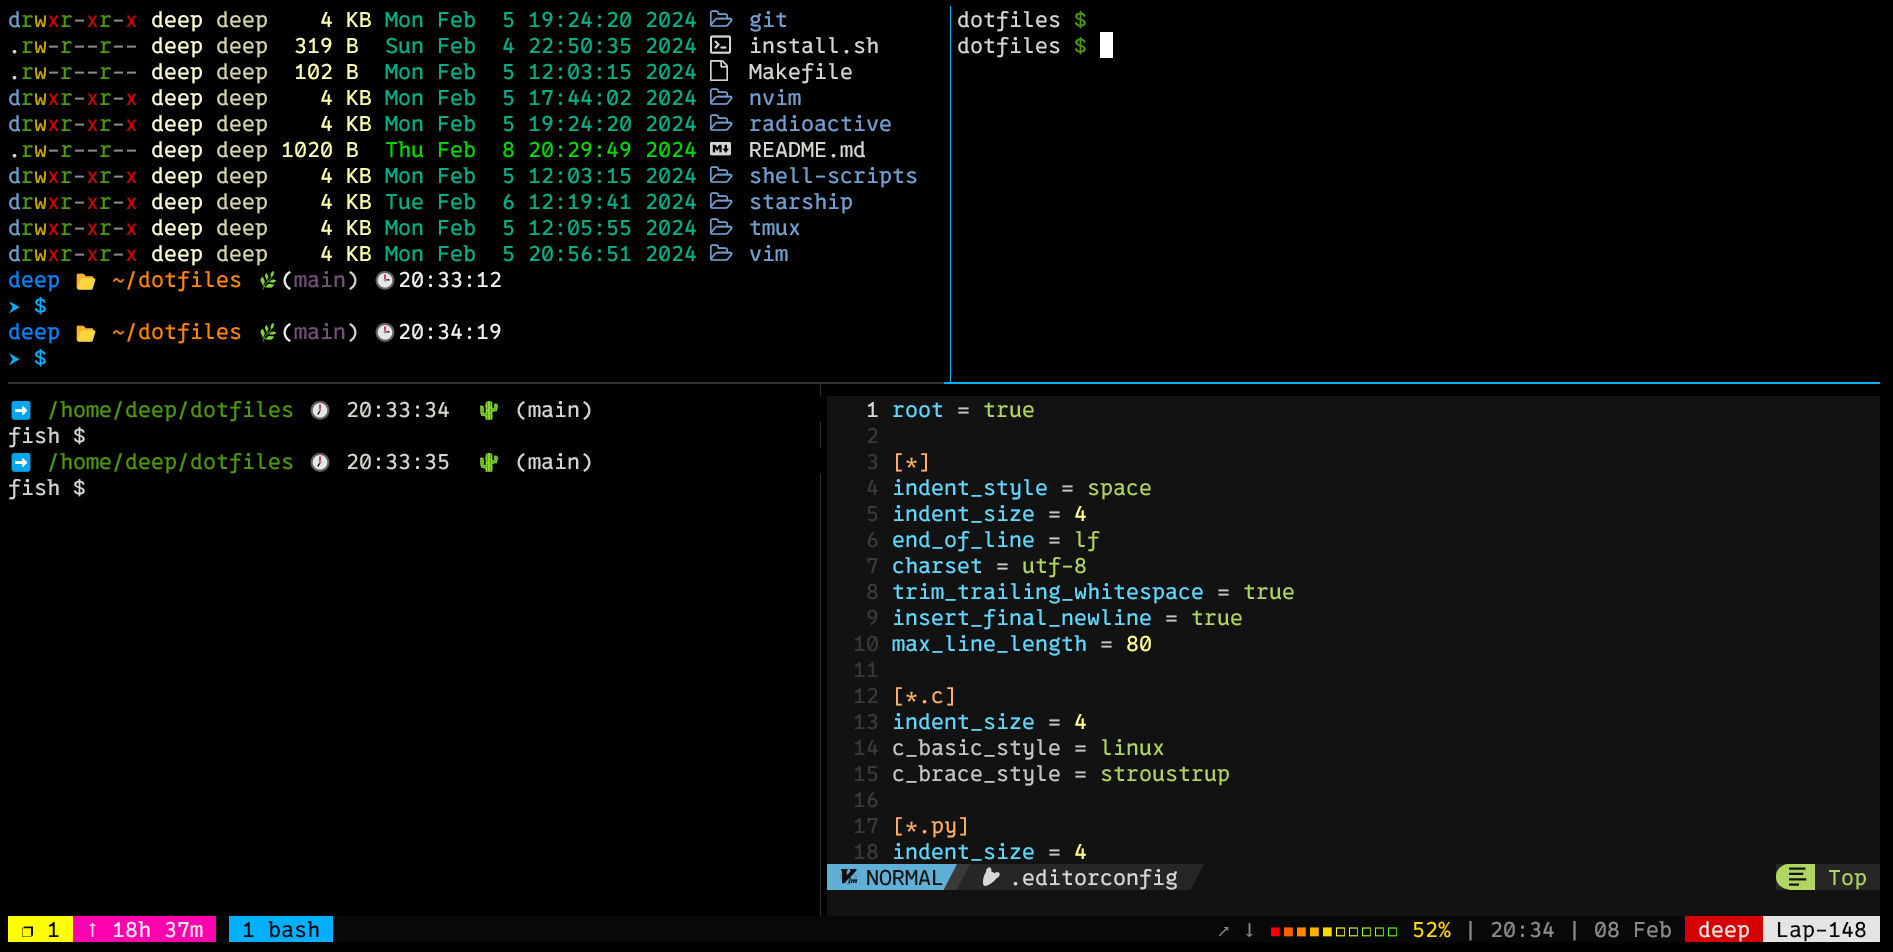 drwxr-xr-x deep deep 4 KB Mon Feb 5 19:24:20 2024 git
.rw-r--r-- deep deep 319 B Sun Feb 4 22:50:35 2024 install.sh
.rw-r--r-- deep deep 102 B Mon Feb 5 12:03:15 2024 Makefile
drwxr-xr-x deep deep 4 KB Mon Feb 5 17:44:02 2024 nvim
drwxr-xr-x deep deep 4 KB Mon Feb 5 19:24:20 2024 radioactive
.rw-r--r-- deep deep 1020 B Thu Feb 8 20:29:49 2024 README.md
drwxr-xr-x deep deep 4 KB Mon Feb 5 12:03:15 2024 shell-scripts
drwxr-xr-x deep deep 4 KB Tue Feb 6 12:19:41 2024 starship
drwxr-xr-x deep deep 4 KB Mon Feb 5 12:05:55 2024 tmux
drwxr-xr-x deep deep 4 KB Mon Feb 5 20:56:51 2024 vim
deep ~/dotfiles (main) 20:33:12
➤ $
deep ~/dotfiles (main) 20:34:19
➤ $
dotfiles $
dotfiles $
/home/deep/dotfiles 20:33:34 (main)
fish $
/home/deep/dotfiles 20:33:35 (main)
fish $
1 root = true
2
3 [*]
4 indent_style = space
5 indent_size = 4
6 end_of_line = lf
7 charset = utf-8
8 trim_trailing_whitespace = true
9 insert_final_newline = true
10 max_line_length = 80
11
12 [*.c]
13 indent_size = 4
14 c_basic_style = linux
15 c_brace_style = stroustrup
16
17 [*.py]
18 indent_size = 4
NORMAL .editorconfig Top
❐ 1 ↑ 18h 37m 1 bash ↗ ↓ 52% | 20:34 | 08 Feb deep Lap-148